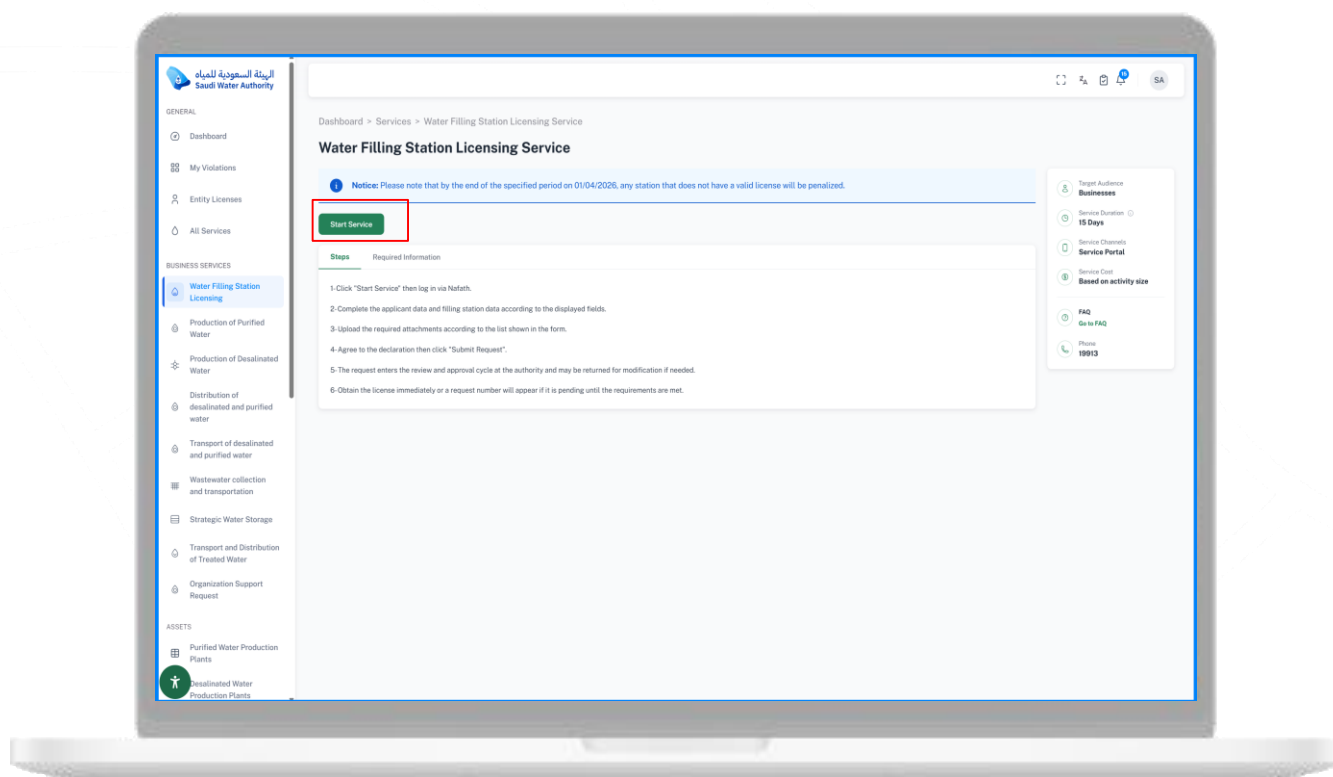 الهيئة السعودية للمياه
Saudi Water Authority
GENERAL
Dashboard
My Violations
Entity Licenses
All Services
BUSINESS SERVICES
Water Filling Station
Licensing
Production of Purified
Water
Production of Desalinated
Water
Distribution of
desalinated and purified
water
Transport of desalinated
and purified water
Wastewater collection
and transportation
Strategic Water Storage
Transport and Distribution
of Treated Water
Organization Support
Request
ASSETS
Purified Water Production
Plants
Desalinated Water
Production Plants
SA
Dashboard > Services > Water Filling Station Licensing Service
Water Filling Station Licensing Service
Notice: Please note that by the end of the specified period on 01/04/2026, any station that does not have a valid license will be penalized.
Start Service
Steps Required Information
1-Click "Start Service" then log in via Nafath.
2-Complete the applicant data and filling station data according to the displayed fields.
3-Upload the required attachments according to the list shown in the form.
4-Agree to the declaration then click "Submit Request".
5-The request enters the review and approval cycle at the authority and may be returned for modification if needed.
6-Obtain the license immediately or a request number will appear if it is pending until the requirements are met.
Target Audience
Businesses
Service Duration
15 Days
Service Channels
Service Portal
Service Cost
Based on activity size
FAQ
Go to FAQ
Phone
19913